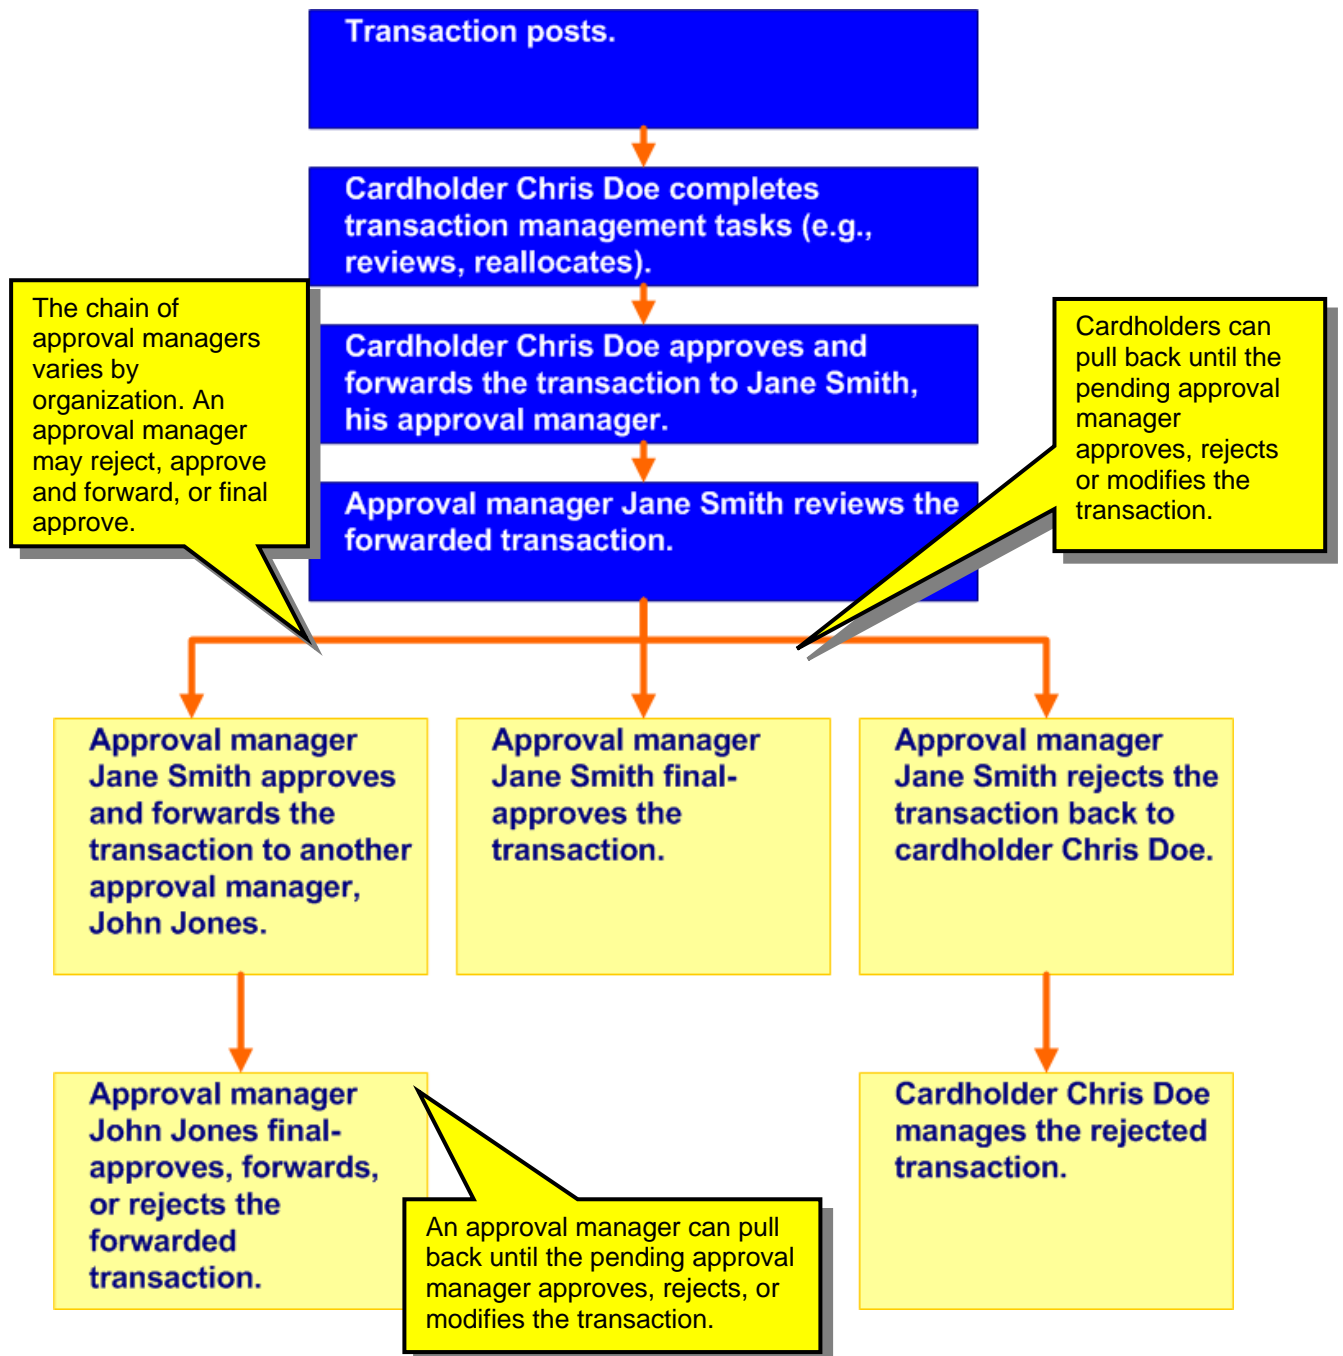 Transaction posts.
Cardholder Chris Doe completes
transaction management tasks (e.g.,
reviews, reallocates).
The chain of
approval managers
varies by
organization. An
approval manager
may reject, approve
and forward, or final
approve.
Cardholder Chris Doe approves and
forwards the transaction to Jane Smith,
his approval manager.
Cardholders can
pull back until the
pending approval
manager
approves, rejects
or modifies the
transaction.
Approval manager Jane Smith reviews the
forwarded transaction.
Approval manager
Jane Smith approves
and forwards the
transaction to another
approval manager,
John Jones.
Approval manager
Jane Smith final-
approves the
transaction.
Approval manager
Jane Smith rejects the
transaction back to
cardholder Chris Doe.
Approval manager
John Jones final-
approves, forwards,
or rejects the
forwarded
transaction.
An approval manager can pull
back until the pending approval
manager approves, rejects, or
modifies the transaction.
Cardholder Chris Doe
manages the rejected
transaction.